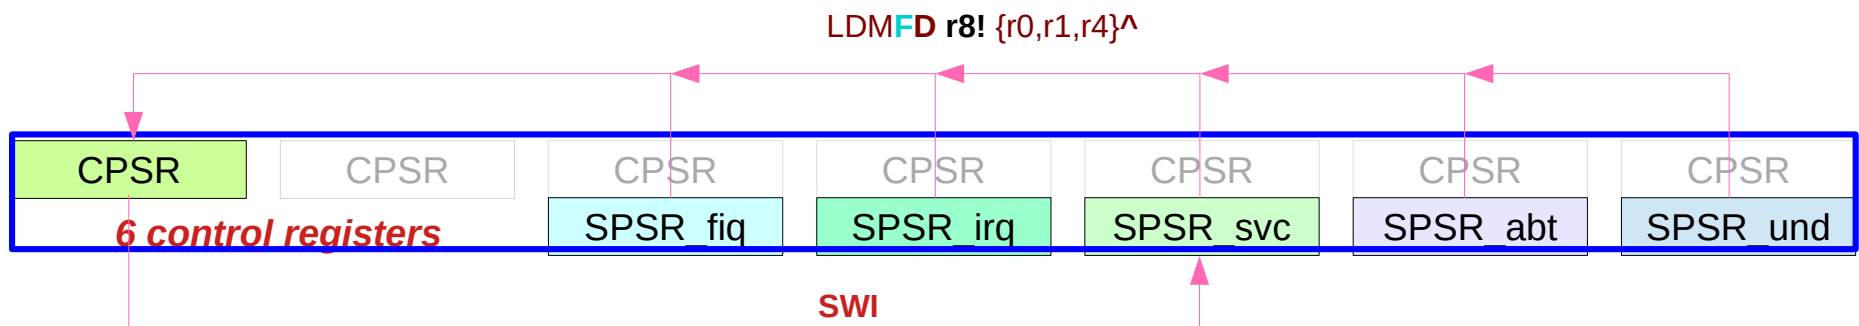 LDMFD r8! {r0,r1,r4}^
CPSR CPSR CPSR CPSR CPSR CPSR CPSR
6 control registers SPSR_fiq SPSR_irq SPSR_svc SPSR_abt SPSR_und
SWI